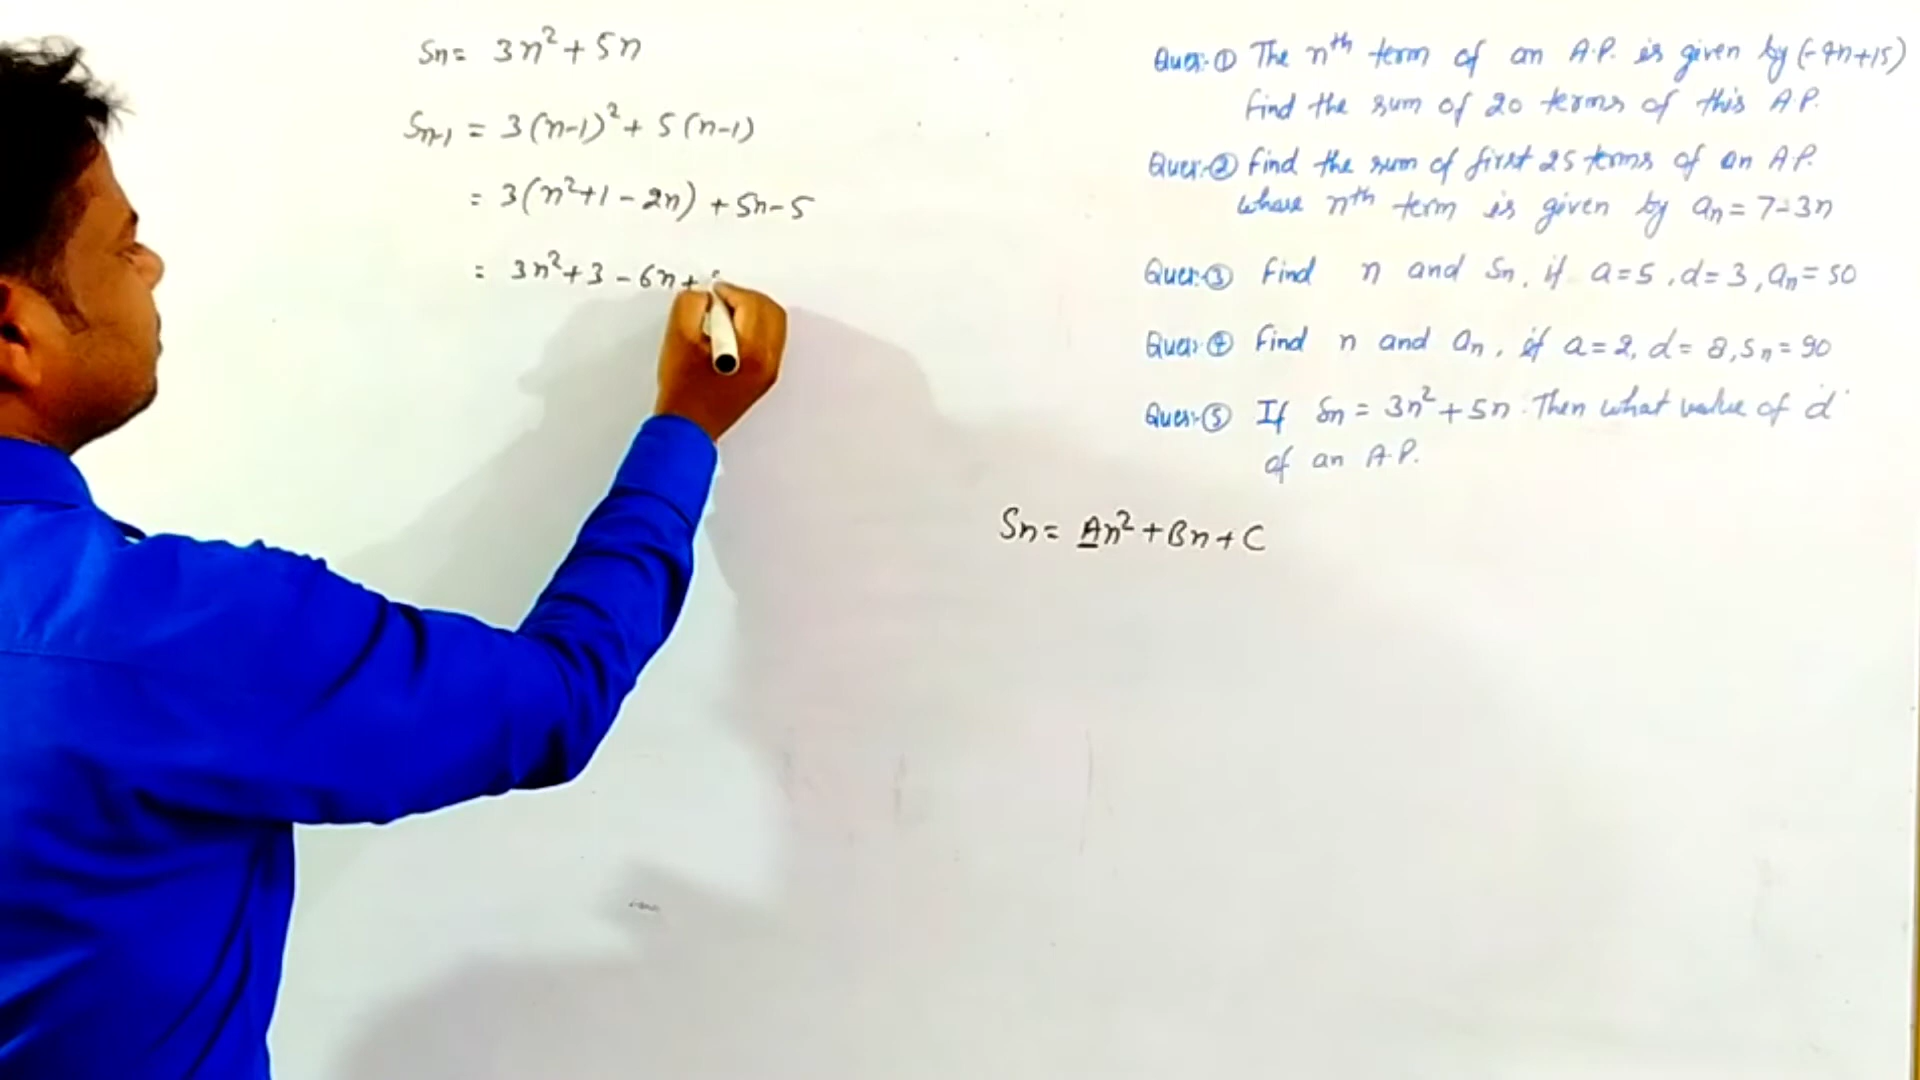 Sn = 3n² + 5n
Sn-1 = 3(n-1)² + 5(n-1)
= 3(n²+1-2n) + 5n-5
= 3n²+3-6n+
Ques:-① The nth term of an A.P. is given by (-4n+15)
Find the sum of 20 terms of this A.P.
Ques:-② Find the sum of first 25 terms of an A.P.
whose nth term is given by an = 7-3n
Ques:-③ Find n and Sn, if a=5, d=3, an=50
Ques:-④ Find n and an, if a=2, d=8, Sn=90
Ques:-⑤ If Sn = 3n²+5n. Then what value of 'd'
of an A.P.
Sn = An²+Bn+C